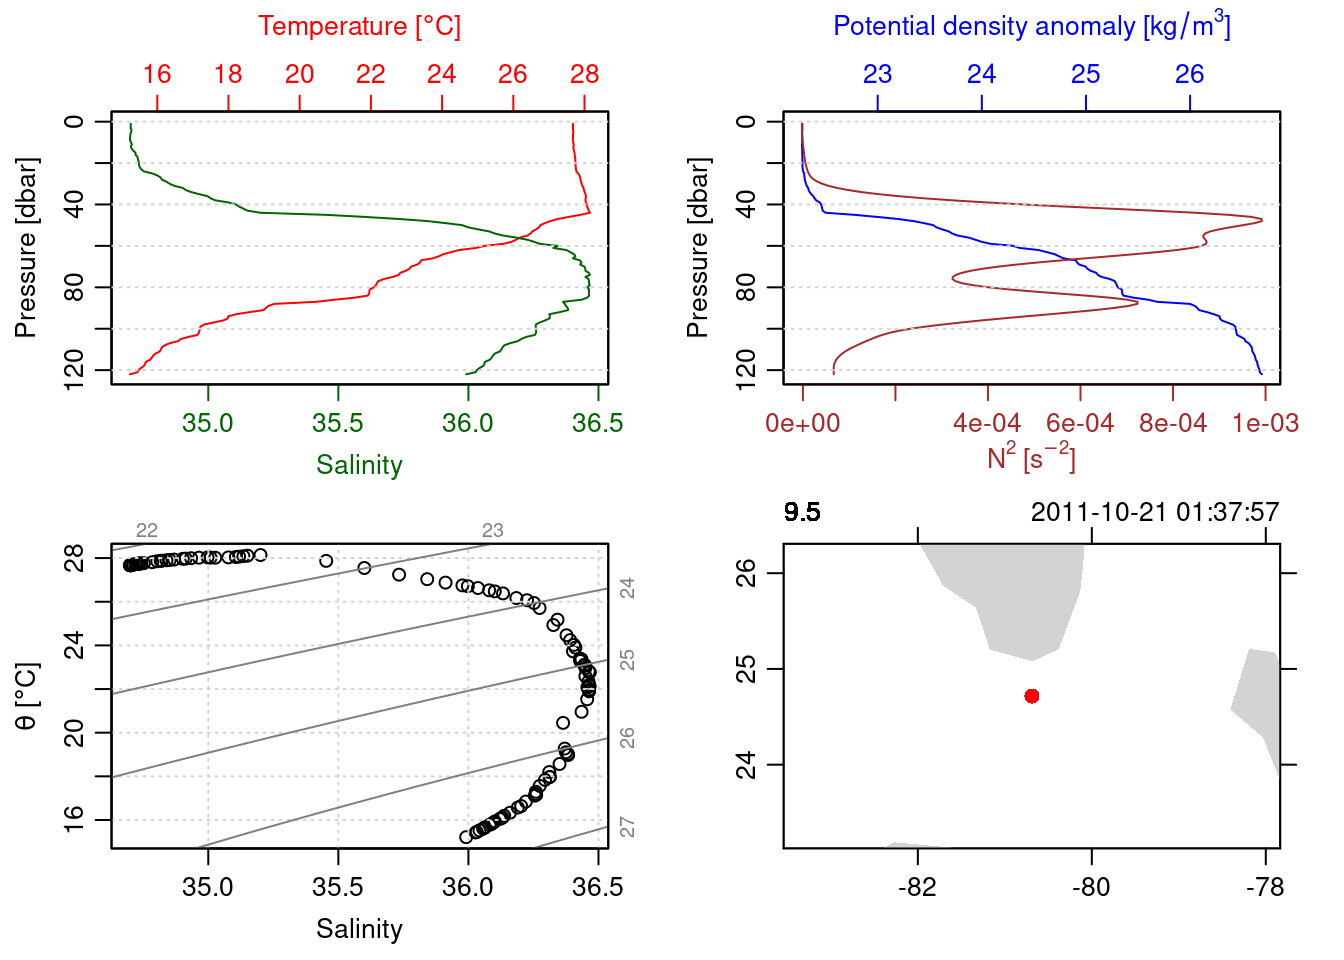 Temperature [°C]
16 18 20 22 24 26 28
Pressure [dbar]
0
40
80
120
35.0 35.5 36.0 36.5
Salinity
Potential density anomaly [kg/m³]
23 24 25 26
Pressure [dbar]
0
40
80
120
0e+00 4e-04 6e-04 8e-04 1e-03
N² [s⁻²]
22 23
θ [°C]
28
24
20
16
24
25
26
27
35.0 35.5 36.0 36.5
Salinity
9.5 2011-10-21 01:37:57
26
25
24
-82 -80 -78